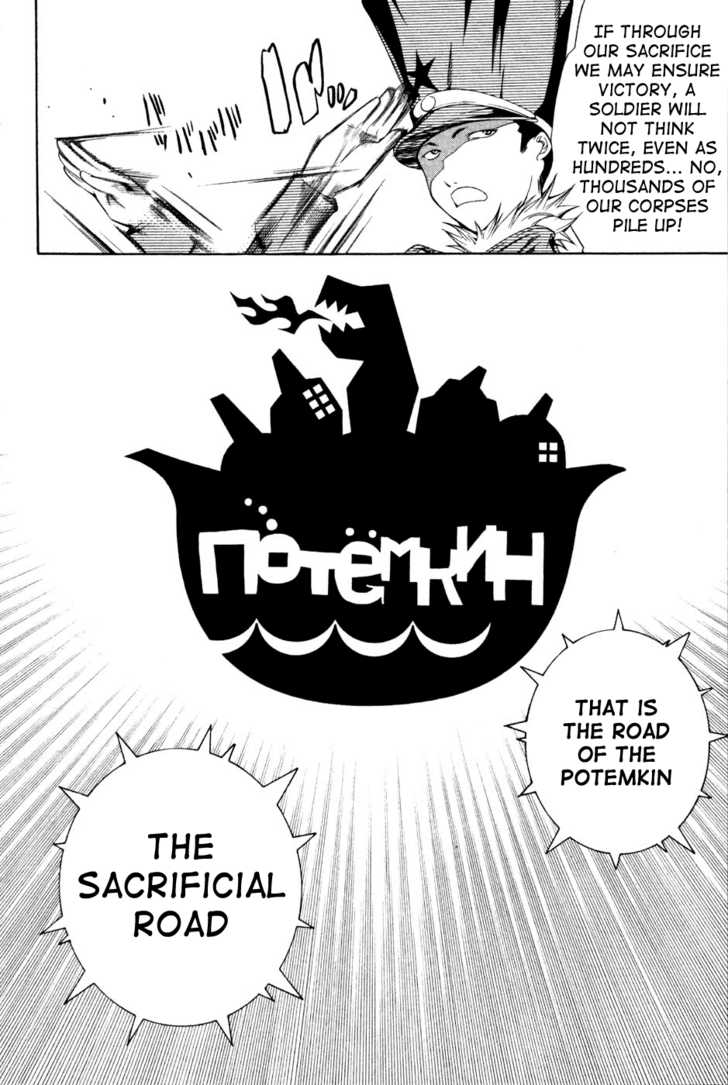 IF THROUGH
OUR SACRIFICE
WE MAY ENSURE
VICTORY, A
SOLDIER WILL
NOT THINK
TWICE, EVEN AS
HUNDREDS... NO,
THOUSANDS OF
OUR CORPSES
PILE UP!
ПОТЁМКИН
THAT IS
THE ROAD
OF THE
POTEMKIN
THE
SACRIFICIAL
ROAD